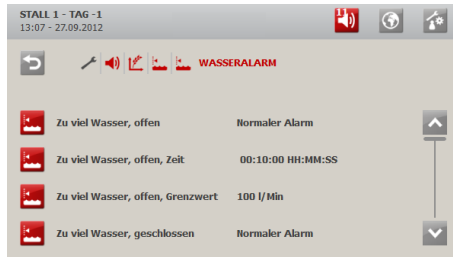 STALL 1 - TAG -1
13:07 - 27.09.2012
11
WASSERALARM
Zu viel Wasser, offen Normaler Alarm
Zu viel Wasser, offen, Zeit 00:10:00 HH:MM:SS
Zu viel Wasser, offen, Grenzwert 100 l/Min
Zu viel Wasser, geschlossen Normaler Alarm